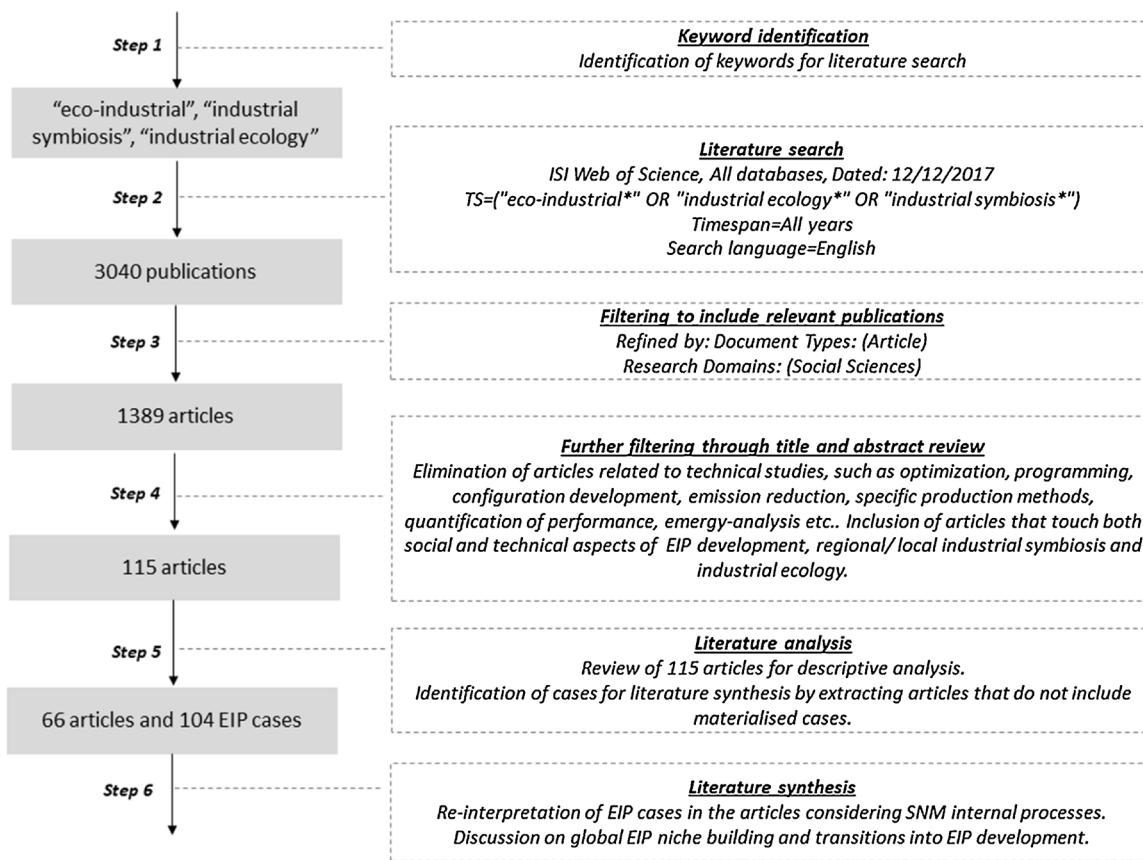 Step 1
Keyword identification
Identification of keywords for literature search
“eco-industrial”, “industrial
symbiosis”, “industrial ecology”
Step 2
Literature search
ISI Web of Science, All databases, Dated: 12/12/2017
TS=("eco-industrial*" OR "industrial ecology*" OR "industrial symbiosis*")
Timespan=All years
Search language=English
3040 publications
Step 3
Filtering to include relevant publications
Refined by: Document Types: (Article)
Research Domains: (Social Sciences)
1389 articles
Step 4
Further filtering through title and abstract review
Elimination of articles related to technical studies, such as optimization, programming,
configuration development, emission reduction, specific production methods,
quantification of performance, emergy-analysis etc.. Inclusion of articles that touch both
social and technical aspects of EIP development, regional/ local industrial symbiosis and
industrial ecology.
115 articles
Step 5
Literature analysis
Review of 115 articles for descriptive analysis.
Identification of cases for literature synthesis by extracting articles that do not include
materialised cases.
66 articles and 104 EIP cases
Step 6
Literature synthesis
Re-interpretation of EIP cases in the articles considering SNM internal processes.
Discussion on global EIP niche building and transitions into EIP development.